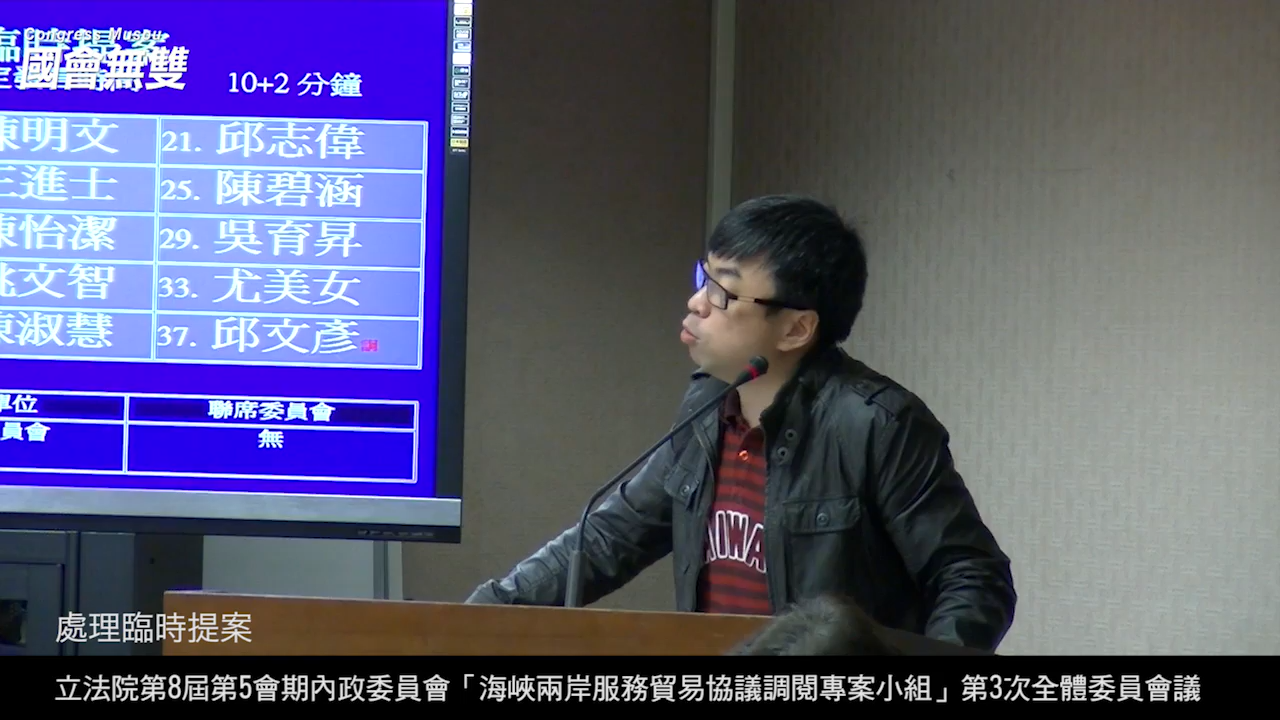 Congress Musou
國會無雙
10+2 分鐘
陳明文 21. 邱志偉
王進士 25. 陳碧涵
陳怡潔 29. 吳育昇
姚文智 33. 尤美女
陳淑慧 37. 邱文彥
單位 聯席委員會
員會 無
處理臨時提案
立法院第8屆第5會期內政委員會「海峽兩岸服務貿易協議調閱專案小組」第3次全體委員會議